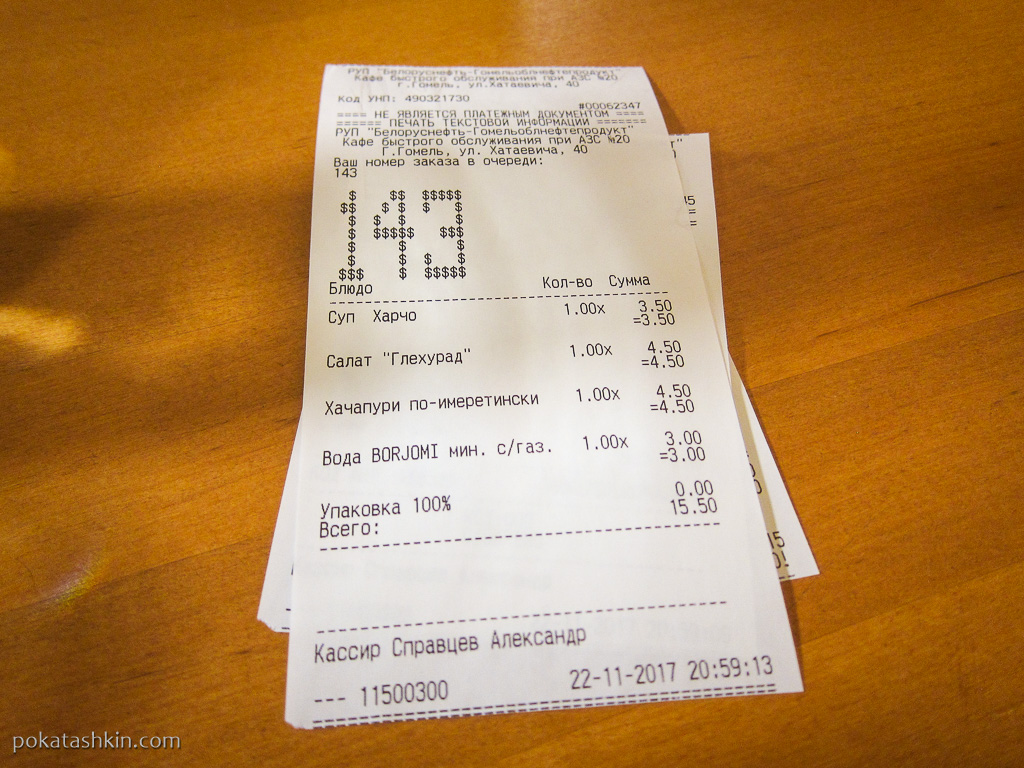 РУП "Белоруснефть-Гомельоблнефтепродукт"
Кафе быстрого обслуживания при АЗС №20
г.Гомель, ул.Хатаевича, 40
Код УНП: 490321730
#00062347
==== НЕ ЯВЛЯЕТСЯ ПЛАТЕЖНЫМ ДОКУМЕНТОМ ====
====== ПЕЧАТЬ ТЕКСТОВОЙ ИНФОРМАЦИИ =======
РУП "Белоруснефть-Гомельоблнефтепродукт"
Кафе быстрого обслуживания при АЗС №20
Г.Гомель, ул. Хатаевича, 40
Ваш номер заказа в очереди:
143
143
Блюдо Кол-во Сумма
Суп Харчо 1.00x 3.50
=3.50
Салат "Глехурад" 1.00x 4.50
=4.50
Хачапури по-имеретински 1.00x 4.50
=4.50
Вода BORJOMI мин. с/газ. 1.00x 3.00
=3.00
Упаковка 100% 0.00
Всего: 15.50
Кассир Справцев Александр
--- 11500300 22-11-2017 20:59:13
pokatashkin.com